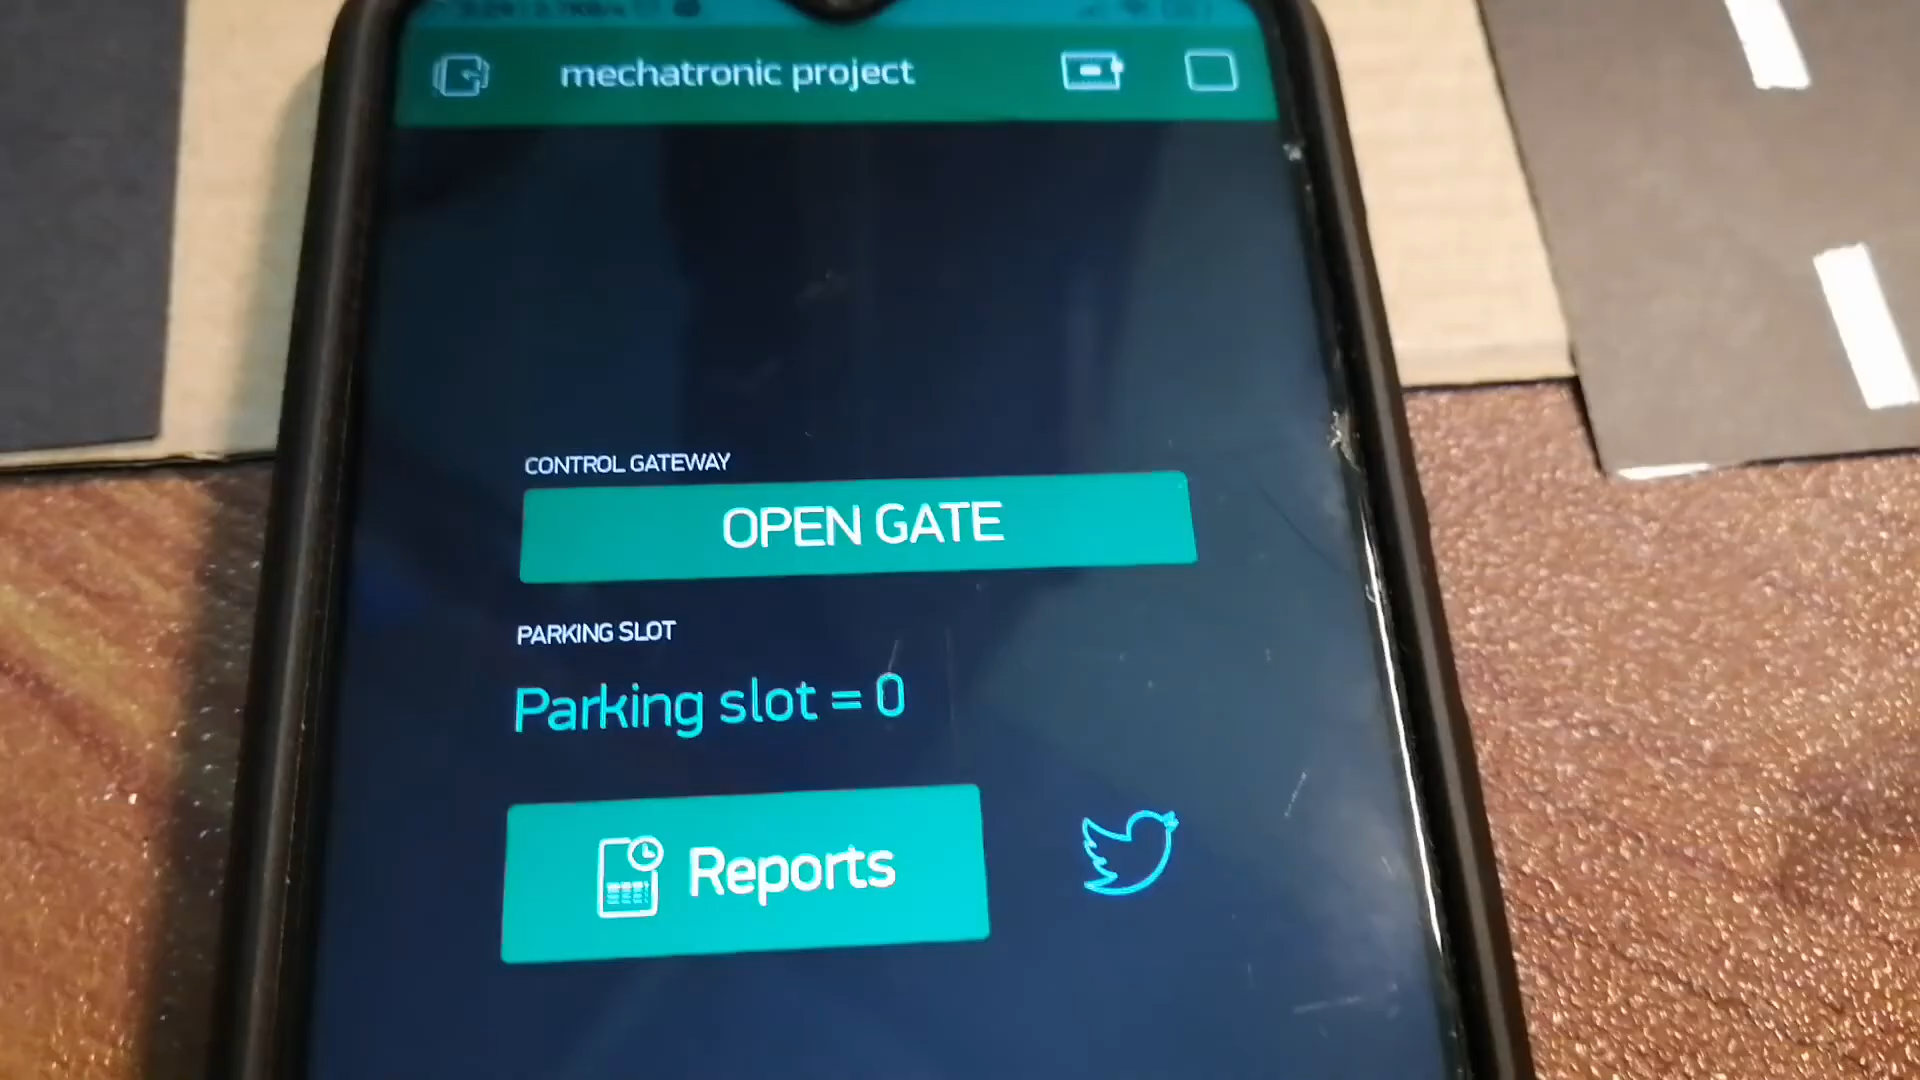 mechatronic project
CONTROL GATEWAY
OPEN GATE
PARKING SLOT
Parking slot = 0
Reports